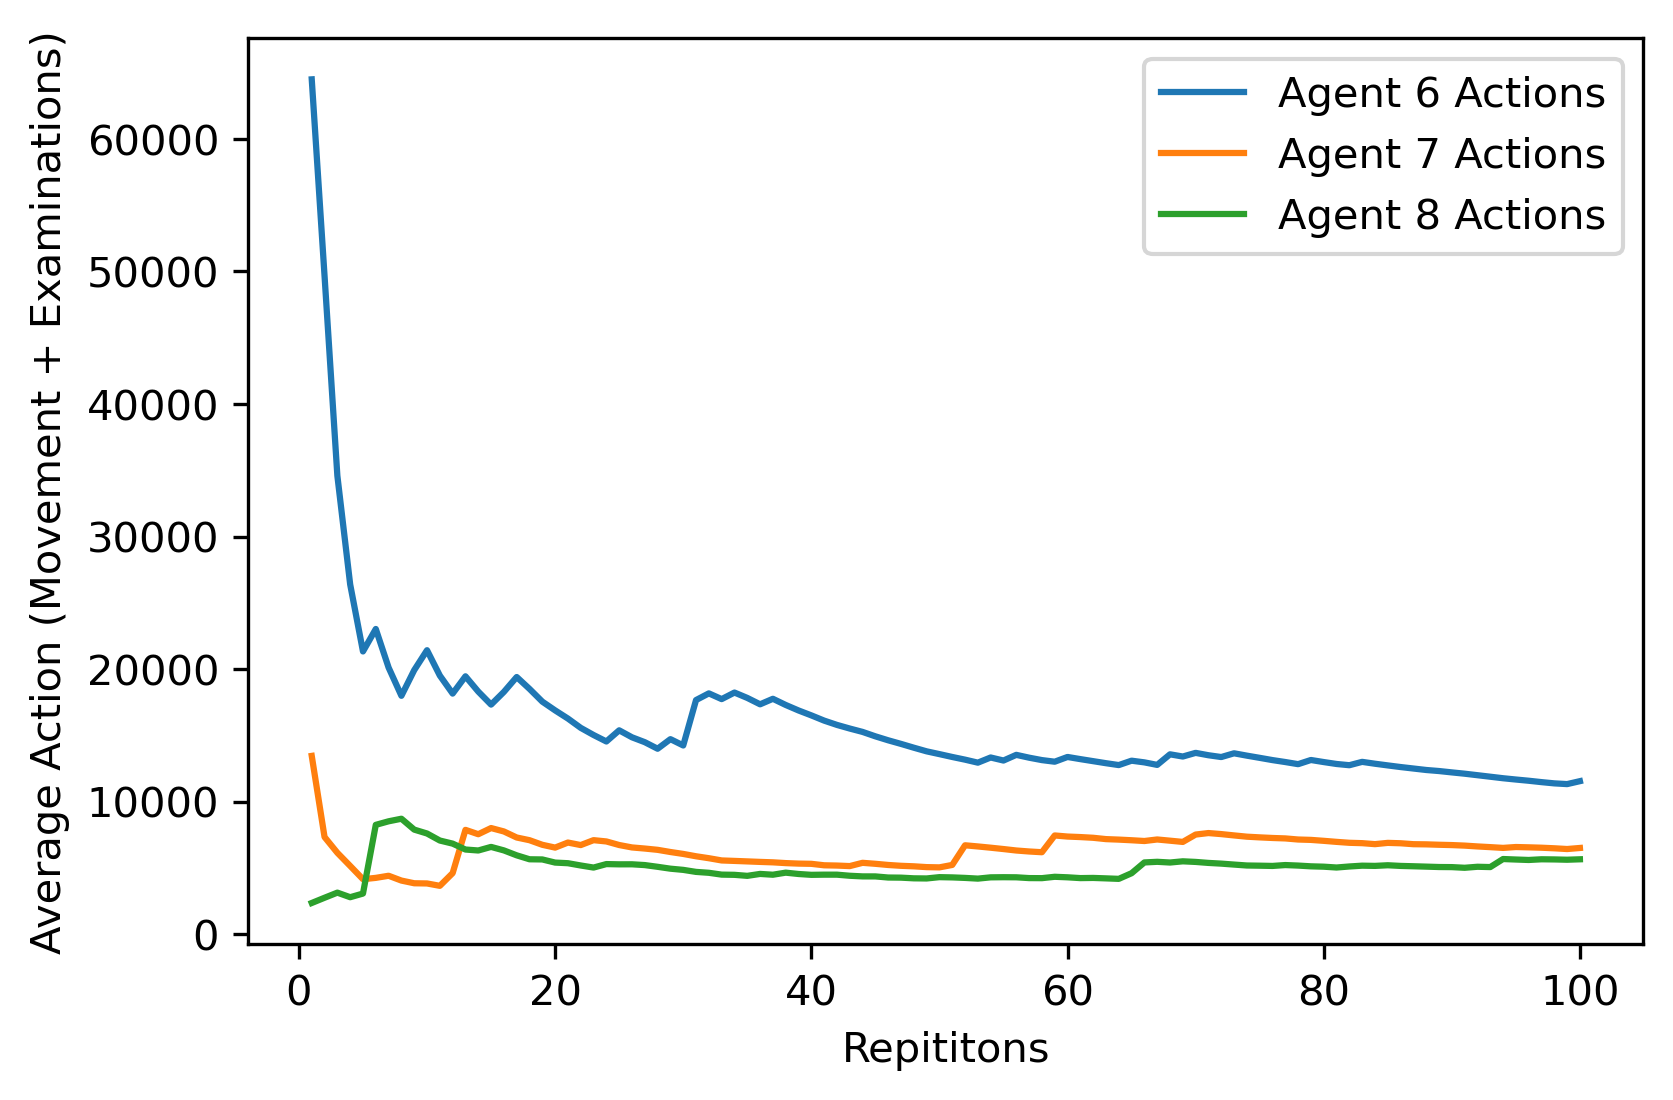 Average Action (Movement + Examinations)
60000
50000
40000
30000
20000
10000
0
0 20 40 60 80 100
Repititons
Agent 6 Actions
Agent 7 Actions
Agent 8 Actions